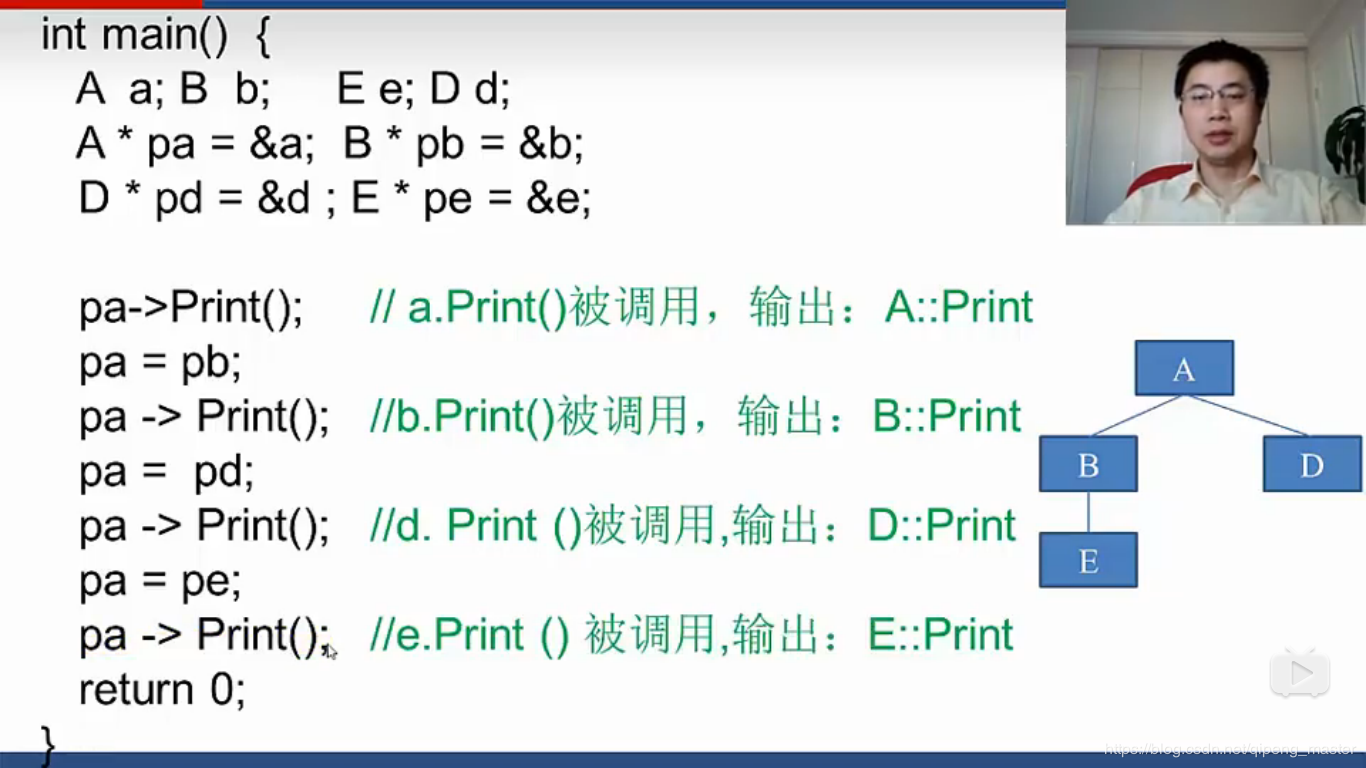 int main() {
A a; B b; E e; D d;
A * pa = &a; B * pb = &b;
D * pd = &d ; E * pe = &e;
pa->Print(); // a.Print()被调用，输出：A::Print
pa = pb;
pa -> Print(); //b.Print()被调用，输出：B::Print
pa = pd;
pa -> Print(); //d. Print ()被调用,输出：D::Print
pa = pe;
pa -> Print(); //e.Print () 被调用,输出：E::Print
return 0;
}
A
B D
E
https://blog.csdn.net/qipeng_master